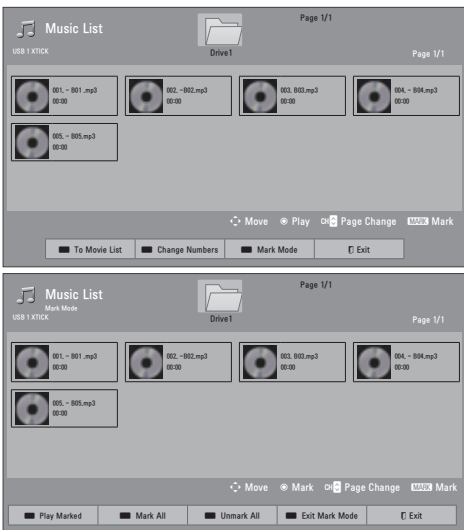 Page 1/1
Music List
USB 1 XTICK
Drive1
Page 1/1
001. - B01 .mp3
00:00
002. -B02.mp3
00:00
003. B03.mp3
00:00
004. - B04.mp3
00:00
005. - B05.mp3
00:00
Move Play CH Page Change MARK Mark
To Movie List Change Numbers Mark Mode Exit
Page 1/1
Music List
Mark Mode
USB 1 XTICK
Drive1
Page 1/1
001. - B01 .mp3
00:00
002. -B02.mp3
00:00
003. B03.mp3
00:00
004. - B04.mp3
00:00
005. - B05.mp3
00:00
Move Mark CH Page Change MARK Mark
Play Marked Mark All Unmark All Exit Mark Mode Exit